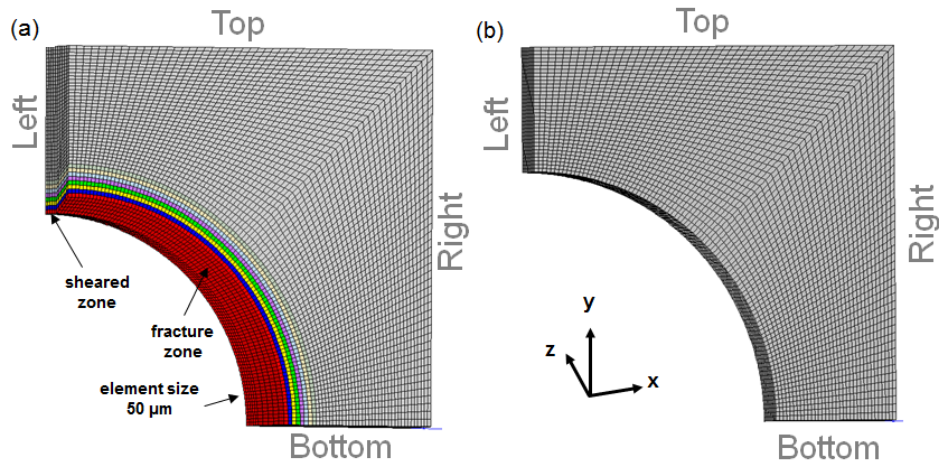 (a)
Top
Left
Right
sheared
zone
fracture
zone
element size
50 µm
Bottom
(b)
Top
Left
Right
y
z
x
Bottom